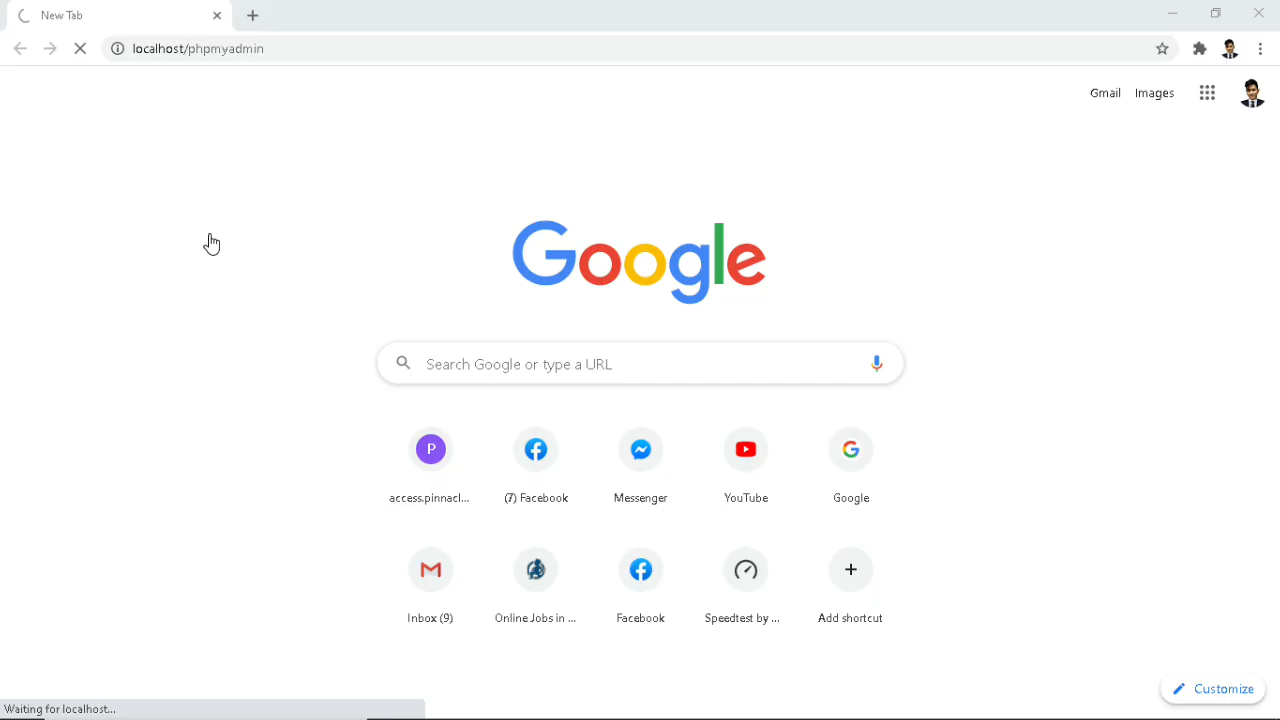 New Tab
localhost/phpmyadmin
Gmail Images
Google
Search Google or type a URL
P
access.pinnacl...
(7) Facebook
Messenger
YouTube
Google
Inbox (9)
Online Jobs in ...
Facebook
Speedtest by ...
Add shortcut
Customize
Waiting for localhost...